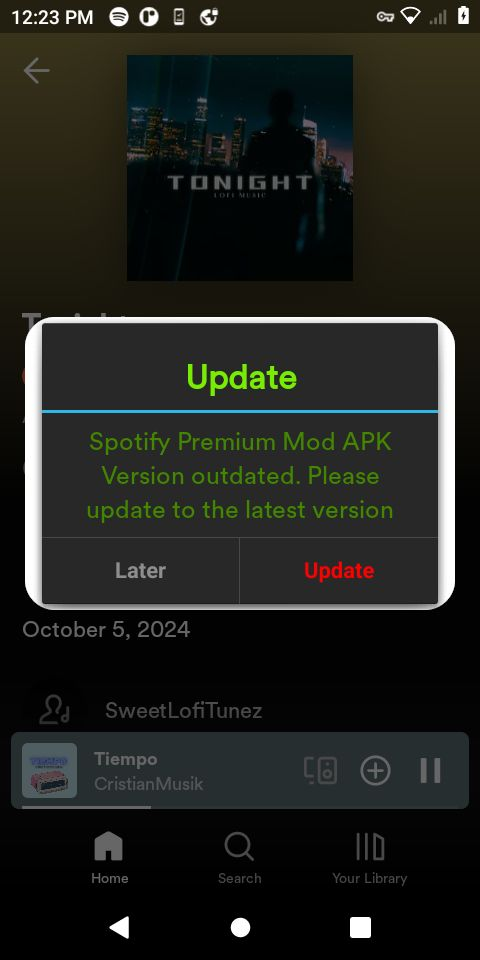 12:23 PM
TONIGHT
LOFI MUSIC
Update
Spotify Premium Mod APK
Version outdated. Please
update to the latest version
Later
Update
October 5, 2024
SweetLofiTunez
TIEMPO
Tiempo
CristianMusik
Home
Search
Your Library